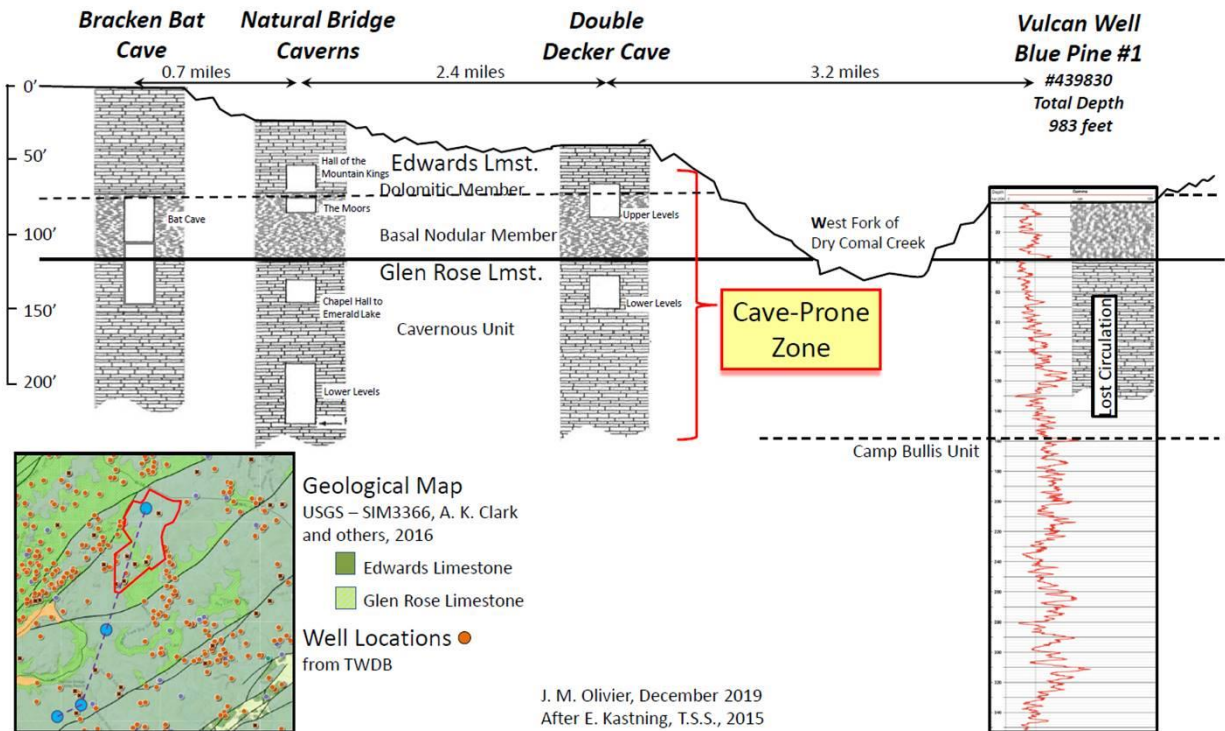 Bracken Bat
Cave
Natural Bridge
Caverns
Double
Decker Cave
Vulcan Well
Blue Pine #1
#439830
Total Depth
983 feet
0.7 miles
2.4 miles
3.2 miles
0'
50'
100'
150'
200'
Hall of the
Mountain Kings
Edwards Lmst.
Dolomitic Member
The Moors
Bat Cave
Upper Levels
Basal Nodular Member
West Fork of
Dry Comal Creek
Glen Rose Lmst.
Chapel Hall to
Emerald Lake
Lower Levels
Cavernous Unit
Cave-Prone
Zone
Lost Circulation
Lower Levels
Camp Bullis Unit
Geological Map
USGS – SIM3366, A. K. Clark
and others, 2016
Edwards Limestone
Glen Rose Limestone
Well Locations
from TWDB
J. M. Olivier, December 2019
After E. Kastning, T.S.S., 2015